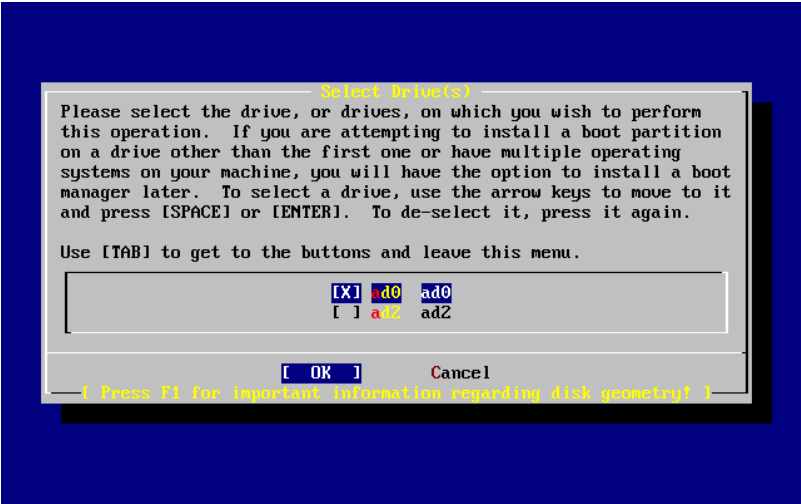 Select Drive(s)
Please select the drive, or drives, on which you wish to perform
this operation.  If you are attempting to install a boot partition
on a drive other than the first one or have multiple operating
systems on your machine, you will have the option to install a boot
manager later.  To select a drive, use the arrow keys to move to it
and press [SPACE] or [ENTER].  To de-select it, press it again.
Use [TAB] to get to the buttons and leave this menu.
[X] ad0  ad0
[ ] ad2  ad2
[  OK  ]  Cancel
[ Press F1 for important information regarding disk geometry! ]